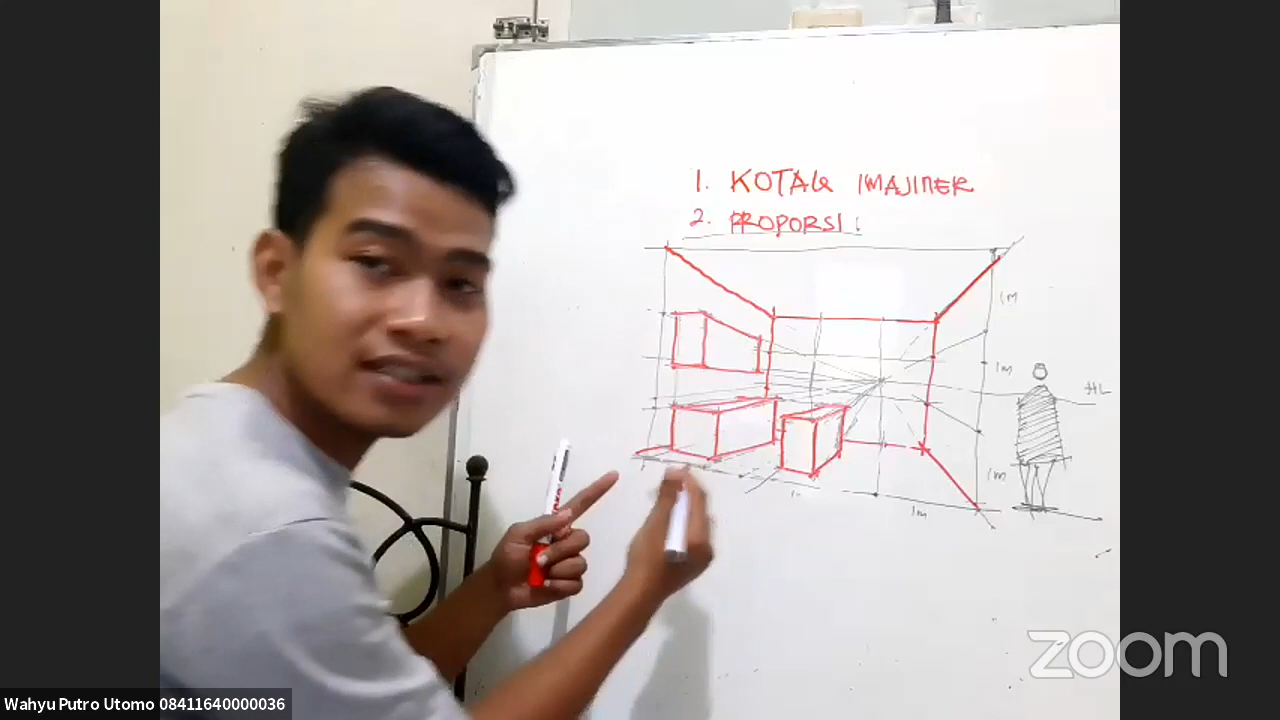 1. KOTAK IMAJINER
2. PROPORSI :
1M
1M
HL
1M
1M
zoom
Wahyu Putro Utomo 08411640000036